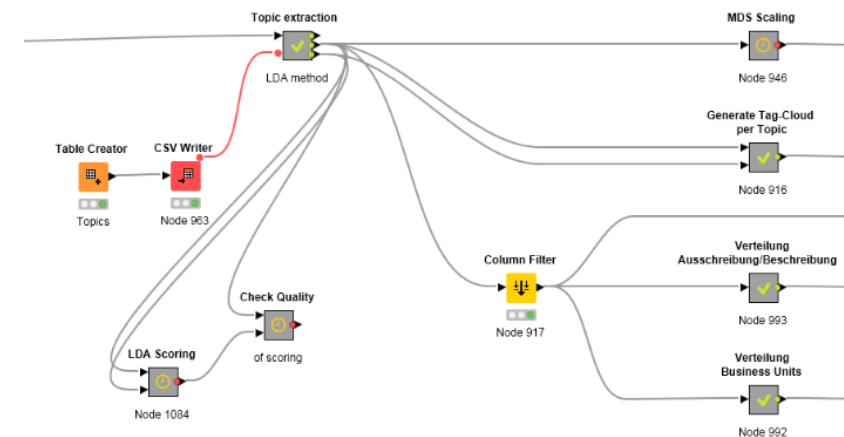 Topic extraction
LDA method
MDS Scaling
Node 946
Generate Tag-Cloud
per Topic
Node 916
Table Creator
Topics
CSV Writer
Node 963
Column Filter
Node 917
Verteilung
Ausschreibung/Beschreibung
Node 993
Check Quality
of scoring
LDA Scoring
Node 1084
Verteilung
Business Units
Node 992